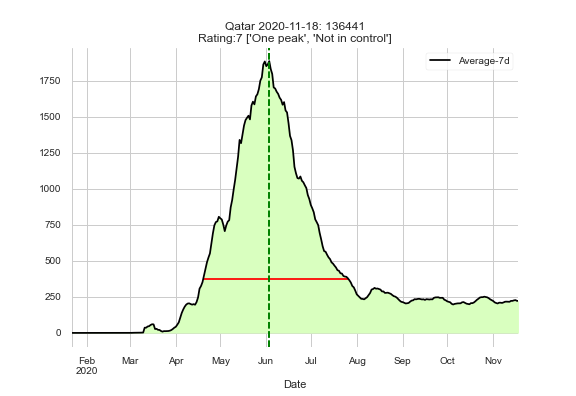 Qatar 2020-11-18: 136441
Rating:7 ['One peak', 'Not in control']
Average-7d
1750
1500
1250
1000
750
500
250
0
Feb Mar Apr May Jun Jul Aug Sep Oct Nov
2020
Date